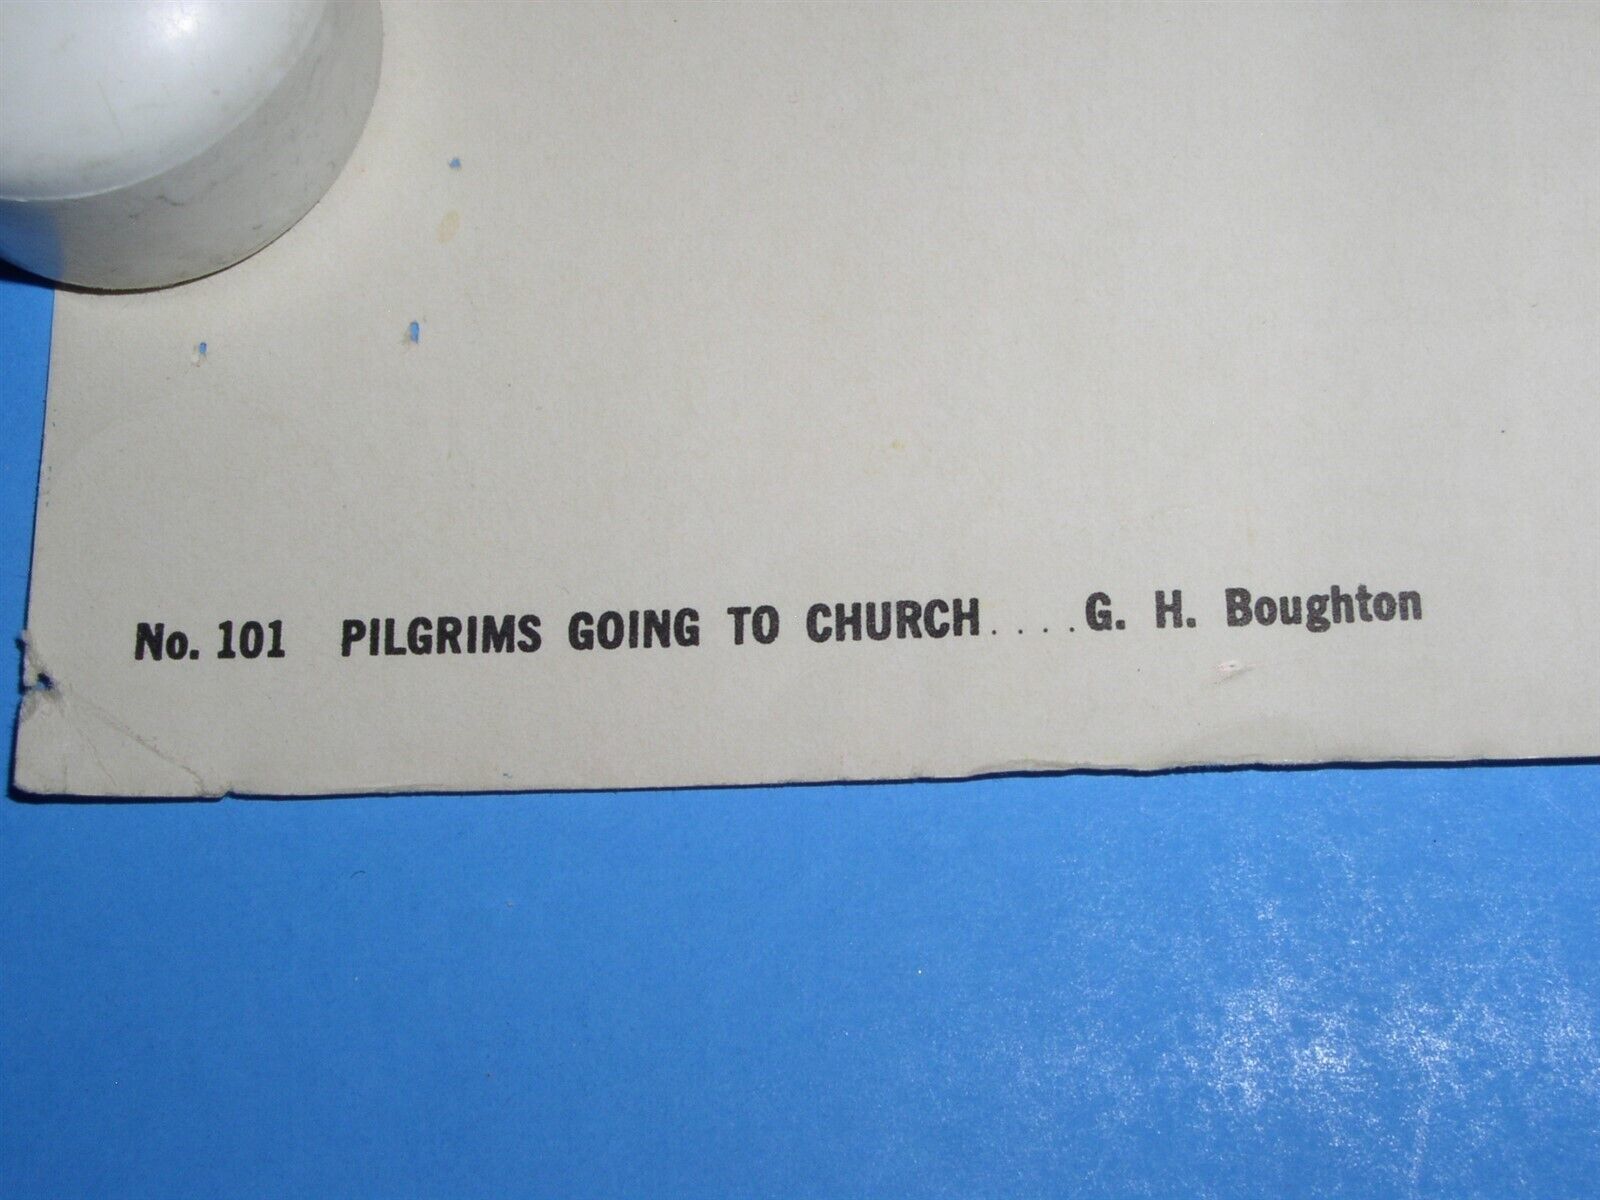 No. 101 PILGRIMS GOING TO CHURCH....G. H. Boughton